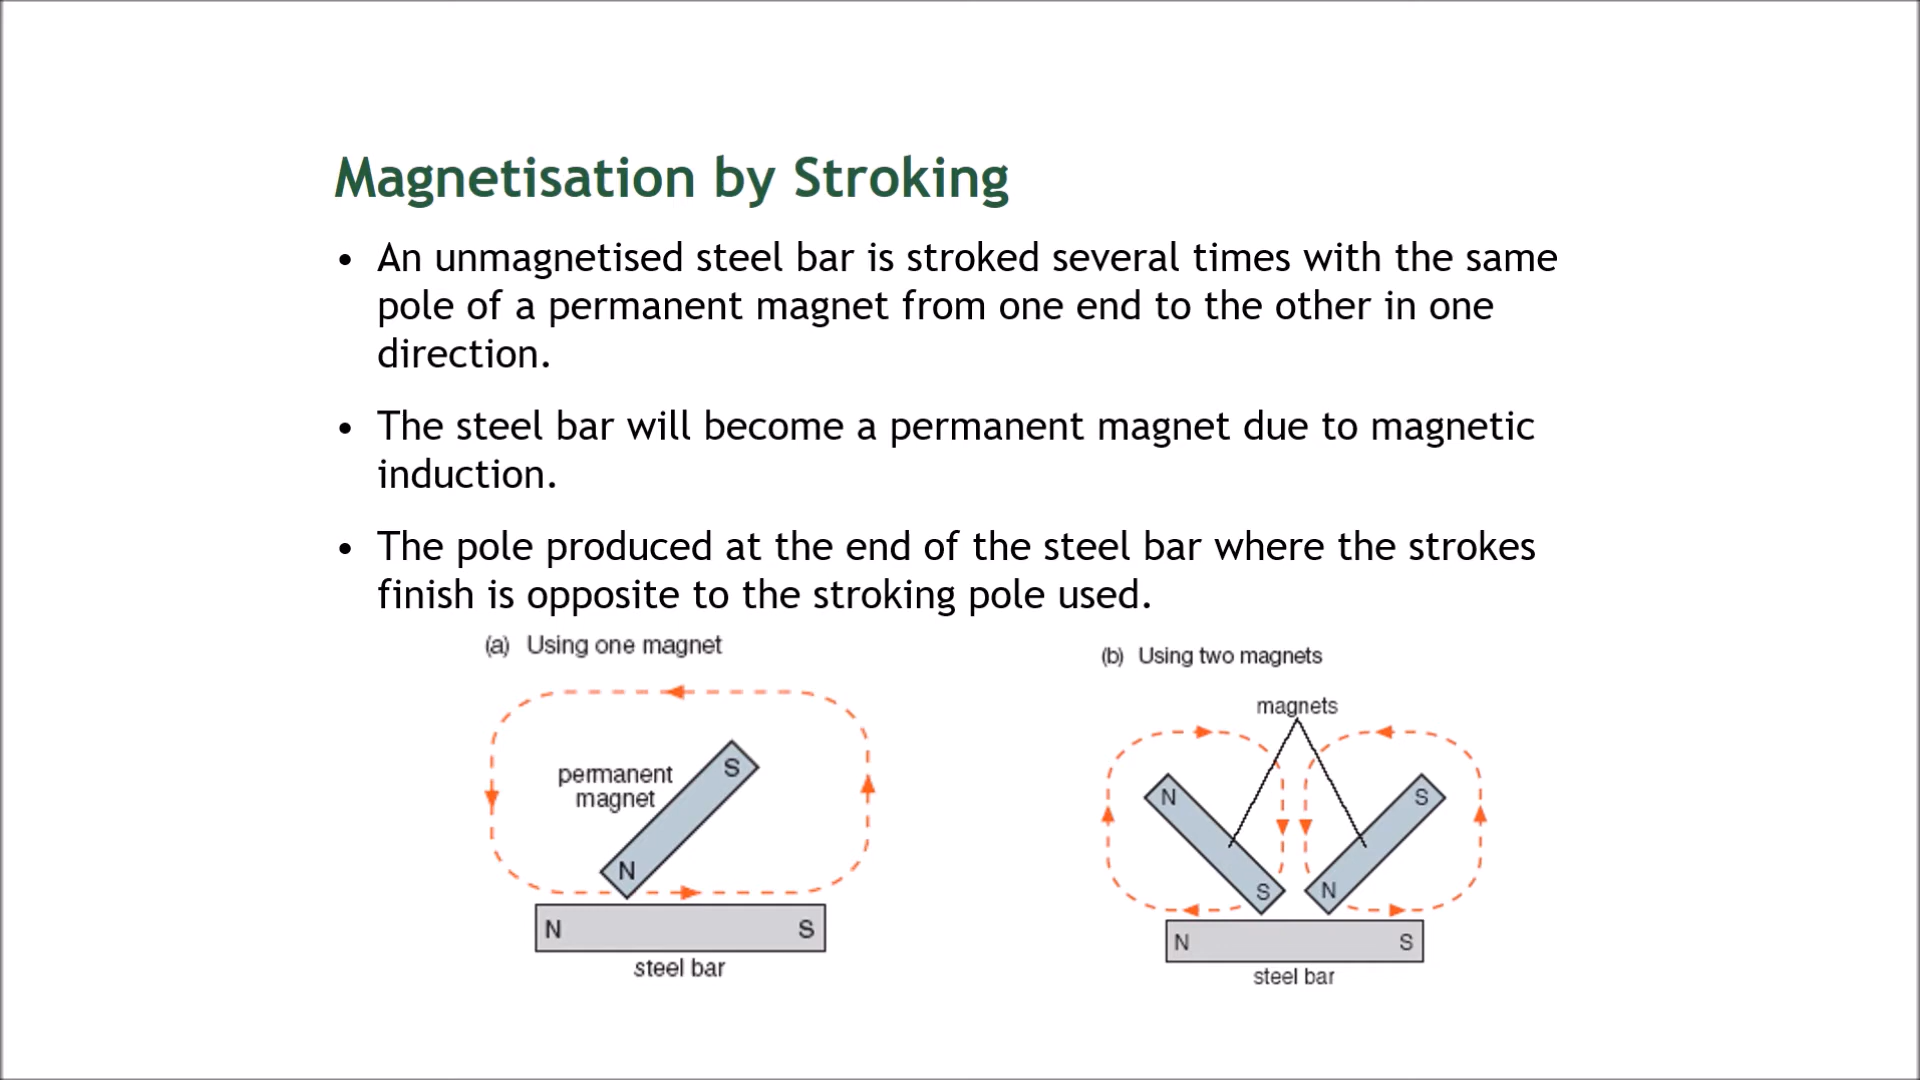 Magnetisation by Stroking
• An unmagnetised steel bar is stroked several times with the same
pole of a permanent magnet from one end to the other in one
direction.
• The steel bar will become a permanent magnet due to magnetic
induction.
• The pole produced at the end of the steel bar where the strokes
finish is opposite to the stroking pole used.
(a) Using one magnet
permanent
magnet
S
N
N S
steel bar
(b) Using two magnets
magnets
N S
S N
N S
steel bar